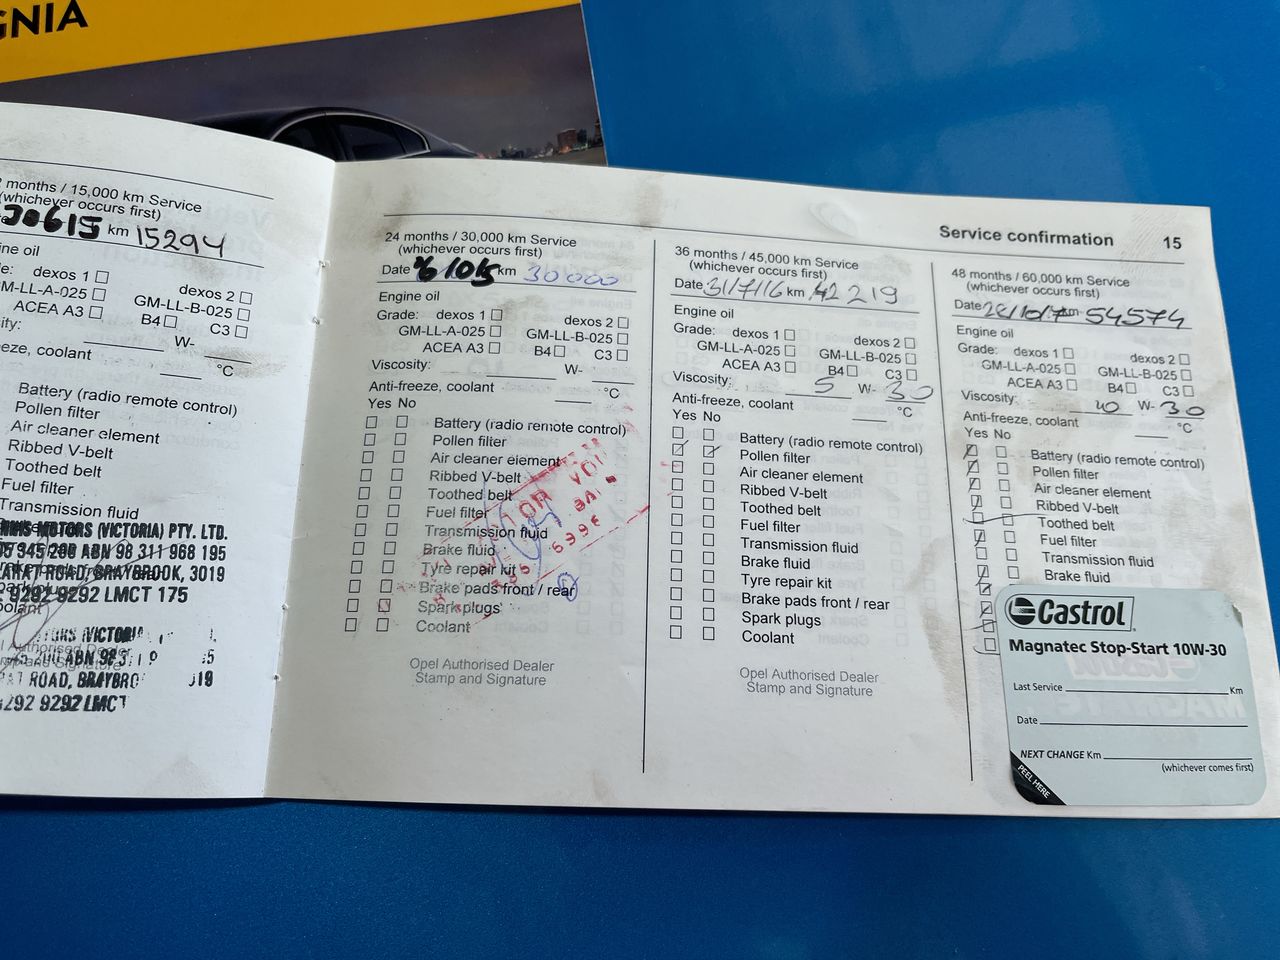 GNIA
months / 15,000 km Service
(whichever occurs first)
30615 km 15294
ine oil
de: dexos 1
dexos 2
GM-LL-A-025
GM-LL-B-025
ACEA A3
B4
C3
sity:
W-
eeze, coolant
°C
Battery (radio remote control)
Pollen filter
Air cleaner element
Ribbed V-belt
Toothed belt
Fuel filter
Transmission fluid
MOTORS (VICTORIA) PTY. LTD.
345 200 ABN 98 311 968 195
ARAT ROAD, BRAYBROOK, 3019
9292 9292 LMCT 175
9292 9292 LMCT
Service confirmation 15
24 months / 30,000 km Service
(whichever occurs first)
Date km 30000
Engine oil
Grade: dexos 1
dexos 2
GM-LL-A-025
GM-LL-B-025
ACEA A3
B4
C3
Viscosity:
W-
Anti-freeze, coolant
°C
Yes No
Battery (radio remote control)
Pollen filter
Air cleaner element
Ribbed V-belt
Toothed belt
Fuel filter
Transmission fluid
Brake fluid
Tyre repair kit
Brake pads front / rear
Spark plugs
Coolant
Opel Authorised Dealer
Stamp and Signature
36 months / 45,000 km Service
(whichever occurs first)
Date 31/7/16 km 42219
Engine oil
Grade: dexos 1
dexos 2
GM-LL-A-025
GM-LL-B-025
ACEA A3
B4
C3
Viscosity: 5 W- 30
Anti-freeze, coolant
°C
Yes No
Battery (radio remote control)
Pollen filter
Air cleaner element
Ribbed V-belt
Toothed belt
Fuel filter
Transmission fluid
Brake fluid
Tyre repair kit
Brake pads front / rear
Spark plugs
Coolant
Opel Authorised Dealer
Stamp and Signature
48 months / 60,000 km Service
(whichever occurs first)
Date km 54574
Engine oil
Grade: dexos 1
dexos 2
GM-LL-A-025
GM-LL-B-025
ACEA A3
B4
C3
Viscosity: 10 W- 30
Anti-freeze, coolant
°C
Yes No
Battery (radio remote control)
Pollen filter
Air cleaner element
Ribbed V-belt
Toothed belt
Fuel filter
Transmission fluid
Brake fluid
Castrol
Magnatec Stop-Start 10W-30
Last Service Km
Date
NEXT CHANGE Km
(whichever comes first)
PEEL HERE